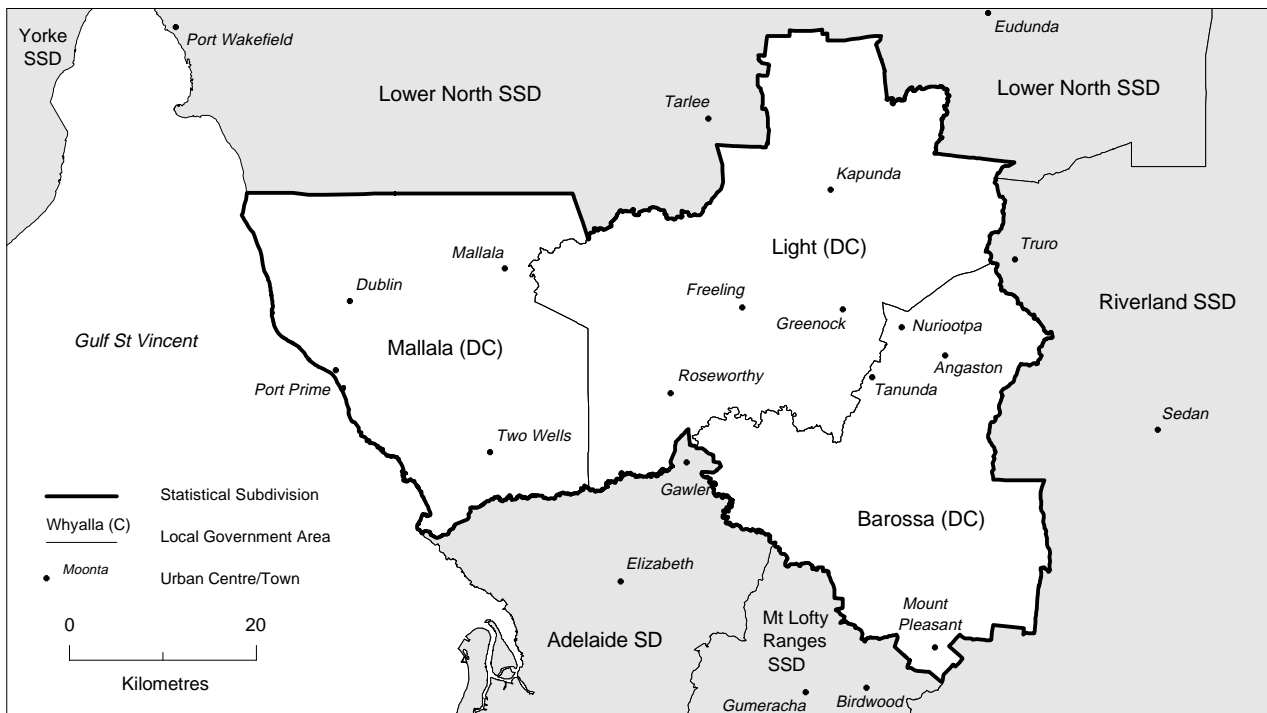 Yorke
SSD
Port Wakefield
Eudunda
Lower North SSD
Tarlee
Lower North SSD
Kapunda
Mallala
Light (DC)
Truro
Dublin
Freeling
Greenock
Riverland SSD
Nuriootpa
Gulf St Vincent
Mallala (DC)
Angaston
Port Prime
Roseworthy
Tanunda
Sedan
Two Wells
Gawler
Statistical Subdivision
Whyalla (C)
Local Government Area
Moonta
Urban Centre/Town
Barossa (DC)
Elizabeth
Mount
Pleasant
0 20
Kilometres
Adelaide SD
Mt Lofty
Ranges
SSD
Gumeracha
Birdwood